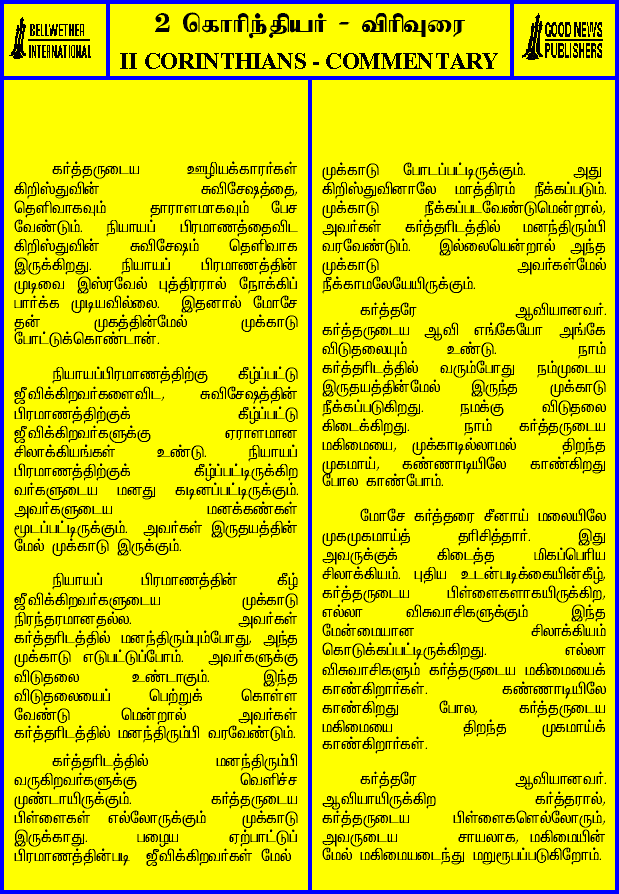 BELLWETHER
INTERNATIONAL
2 கொரிந்தியர் - விரிவுரை
II CORINTHIANS - COMMENTARY
GOOD NEWS
PUBLISHERS
கர்த்தருடைய ஊழியக்காரர்கள்
கிறிஸ்துவின் சுவிசேஷத்தை,
தெளிவாகவும் தாராளமாகவும் பேச
வேண்டும். நியாயப் பிரமாணத்தைவிட
கிறிஸ்துவின் சுவிசேஷம் தெளிவாக
இருக்கிறது. நியாயப் பிரமாணத்தின்
முடிவை இஸ்ரவேல் புத்திரரால் நோக்கிப்
பார்க்க முடியவில்லை. இதனால் மோசே
தன் முகத்தின்மேல் முக்காடு
போட்டுக்கொண்டான்.
நியாயப்பிரமாணத்திற்கு கீழ்ப்பட்டு
ஜீவிக்கிறவர்களைவிட, சுவிசேஷத்தின்
பிரமாணத்திற்குக் கீழ்ப்பட்டு
ஜீவிக்கிறவர்களுக்கு ஏராளமான
சிலாக்கியங்கள் உண்டு. நியாயப்
பிரமாணத்திற்குக் கீழ்ப்பட்டிருக்கிற
வர்களுடைய மனது கடினப்பட்டிருக்கும்.
அவர்களுடைய மனக்கண்கள்
மூடப்பட்டிருக்கும். அவர்கள் இருதயத்தின்
மேல் முக்காடு இருக்கும்.
நியாயப் பிரமாணத்தின் கீழ்
ஜீவிக்கிறவர்களுடைய முக்காடு
நிரந்தரமானதல்ல. அவர்கள்
கர்த்தரிடத்தில் மனந்திரும்பும்போது, அந்த
முக்காடு எடுபட்டுப்போம். அவர்களுக்கு
விடுதலை உண்டாகும். இந்த
விடுதலையைப் பெற்றுக் கொள்ள
வேண்டு மென்றால் அவர்கள்
கர்த்தரிடத்தில் மனந்திரும்பி வரவேண்டும்.
கர்த்தரிடத்தில் மனந்திரும்பி
வருகிறவர்களுக்கு வெளிச்ச
முண்டாயிருக்கும். கர்த்தருடைய
பிள்ளைகள் எல்லோருக்கும் முக்காடு
இருக்காது. பழைய ஏற்பாட்டுப்
பிரமாணத்தின்படி ஜீவிக்கிறவர்கள் மேல்
முக்காடு போடப்பட்டிருக்கும். அது
கிறிஸ்துவினாலே மாத்திரம் நீக்கப்படும்.
முக்காடு நீக்கப்படவேண்டுமென்றால்,
அவர்கள் கர்த்தரிடத்தில் மனந்திரும்பி
வரவேண்டும். இல்லையென்றால் அந்த
முக்காடு அவர்கள்மேல்
நீக்காமலேயேயிருக்கும்.
கர்த்தரே ஆவியானவர்.
கர்த்தருடைய ஆவி எங்கேயோ அங்கே
விடுதலையும் உண்டு. நாம்
கர்த்தரிடத்தில் வரும்போது நம்முடைய
இருதயத்தின்மேல் இருந்த முக்காடு
நீக்கப்படுகிறது. நமக்கு விடுதலை
கிடைக்கிறது. நாம் கர்த்தருடைய
மகிமையை, முக்காடில்லாமல் திறந்த
முகமாய், கண்ணாடியிலே காண்கிறது
போல காண்போம்.
மோசே கர்த்தரை சீனாய் மலையிலே
முகமுகமாய்த் தரிசித்தார். இது
அவருக்குக் கிடைத்த மிகப்பெரிய
சிலாக்கியம். புதிய உடன்படிக்கையின்கீழ்,
கர்த்தருடைய பிள்ளைகளாகயிருக்கிற,
எல்லா விசுவாசிகளுக்கும் இந்த
மேன்மையான சிலாக்கியம்
கொடுக்கப்பட்டிருக்கிறது. எல்லா
விசுவாசிகளும் கர்த்தருடைய மகிமையைக்
காண்கிறார்கள். கண்ணாடியிலே
காண்கிறது போல, கர்த்தருடைய
மகிமையை திறந்த முகமாய்க்
காண்கிறார்கள்.
கர்த்தரே ஆவியானவர்.
ஆவியாயிருக்கிற கர்த்தரால்,
கர்த்தருடைய பிள்ளைகளெல்லோரும்,
அவருடைய சாயலாக, மகிமையின்
மேல் மகிமையடைந்து மறுரூபப்படுகிறோம்.